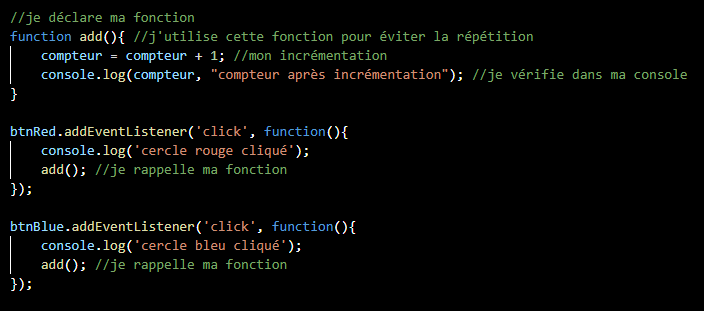 //je déclare ma fonction
function add(){ //j'utilise cette fonction pour éviter la répétition
    compteur = compteur + 1; //mon incrémentation
    console.log(compteur, "compteur après incrémentation"); //je vérifie dans ma console
}
btnRed.addEventListener('click', function(){
    console.log('cercle rouge cliqué');
    add(); //je rappelle ma fonction
});
btnBlue.addEventListener('click', function(){
    console.log('cercle bleu cliqué');
    add(); //je rappelle ma fonction
});